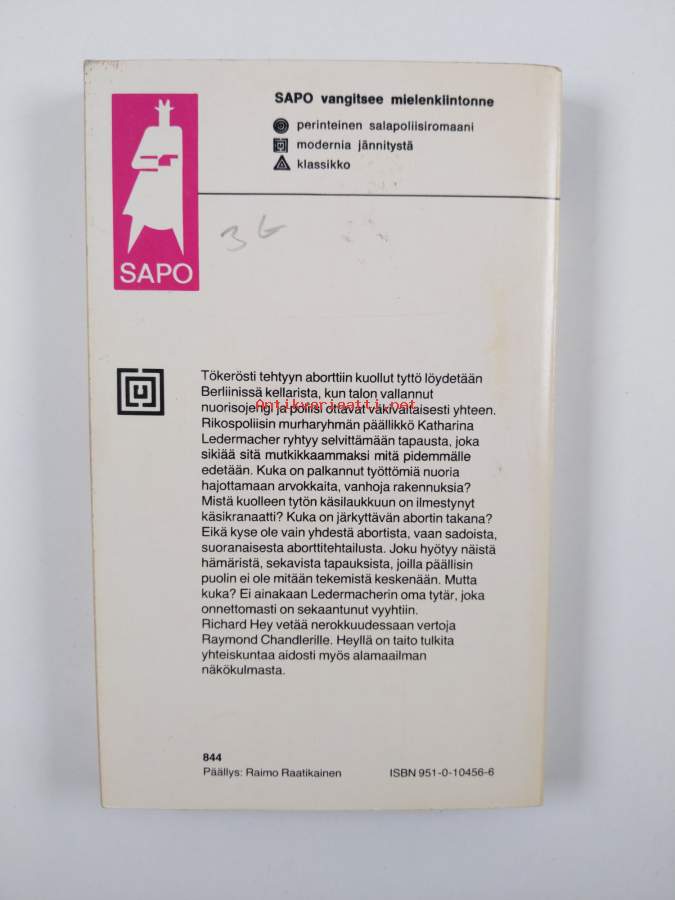 SAPO vangitsee mielenkiintonne
perinteinen salapoliisiromaani
modernia jännitystä
klassikko
SAPO
3G
Tökerösti tehtyyn aborttiin kuollut tyttö löydetään
Berliinissä kellarista, kun talon vallannut
nuorisojengi ja poliisi ottavat väkivaltaisesti yhteen.
Antikvariaatti.net
Rikospoliisin murharyhmän päällikkö Katharina
Ledermacher ryhtyy selvittämään tapausta, joka
sikiää sitä mutkikkaammaksi mitä pidemmälle
edetään. Kuka on palkannut työttömiä nuoria
hajottamaan arvokkaita, vanhoja rakennuksia?
Mistä kuolleen tytön käsilaukkuun on ilmestynyt
käsikranaatti? Kuka on järkyttävän abortin takana?
Eikä kyse ole vain yhdestä abortista, vaan sadoista,
suoranaisesta aborttitehtailusta. Joku hyötyy näistä
hämäristä, sekavista tapauksista, joilla päällisin
puolin ei ole mitään tekemistä keskenään. Mutta
kuka? Ei ainakaan Ledermacherin oma tytär, joka
onnettomasti on sekaantunut vyyhtiin.
Richard Hey vetää nerokkuudessaan vertoja
Raymond Chandlerille. Heyllä on taito tulkita
yhteiskuntaa aidosti myös alamaailman
näkökulmasta.
844
Päällys: Raimo Raatikainen ISBN 951-0-10456-6